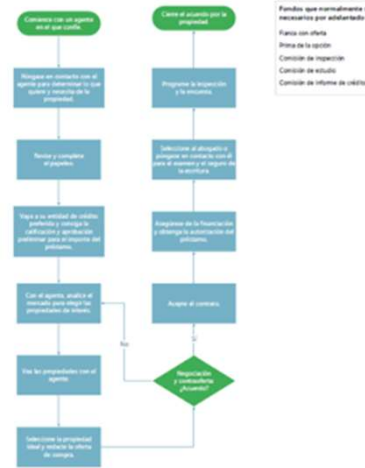 Comienza con un agente
en el que confíe.
Póngase en contacto con el
agente para determinar lo que
quiere y necesita de la
propiedad.
Revise y complete
el papeleo.
Vaya a su entidad de crédito
preferida y consiga la
calificación y aprobación
preliminar para el importe del
préstamo.
Con el agente, analice el
mercado para elegir las
propiedades de interés.
Vea las propiedades con el
agente.
Seleccione la propiedad
ideal y redacte la oferta
de compra.
Cierre el acuerdo por la
propiedad.
Programe la inspección
y la encuesta.
Seleccione al abogado o
póngase en contacto con él
para el examen y el seguro de
la escritura.
Asegúrese de la financiación
y obtenga la autorización del
préstamo.
Acepte el contrato.
Sí
No
Negociación
y contraoferta
¿Acuerdo?
Fondos que normalmente
necesarios por adelantado
Fianza con oferta
Prima de la opción
Comisión de inspección
Comisión de estudio
Comisión de informe de crédito